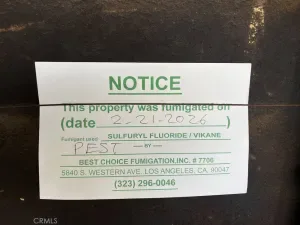 NOTICE
This property was fumigated on
(date 2-21-2026)
Fumigant used SULFURYL FLUORIDE / VIKANE
PEST — BY —
BEST CHOICE FUMIGATION, INC. # 7706
5840 S. WESTERN AVE. LOS ANGELES, CA. 90047
(323) 296-0046
CRMLS